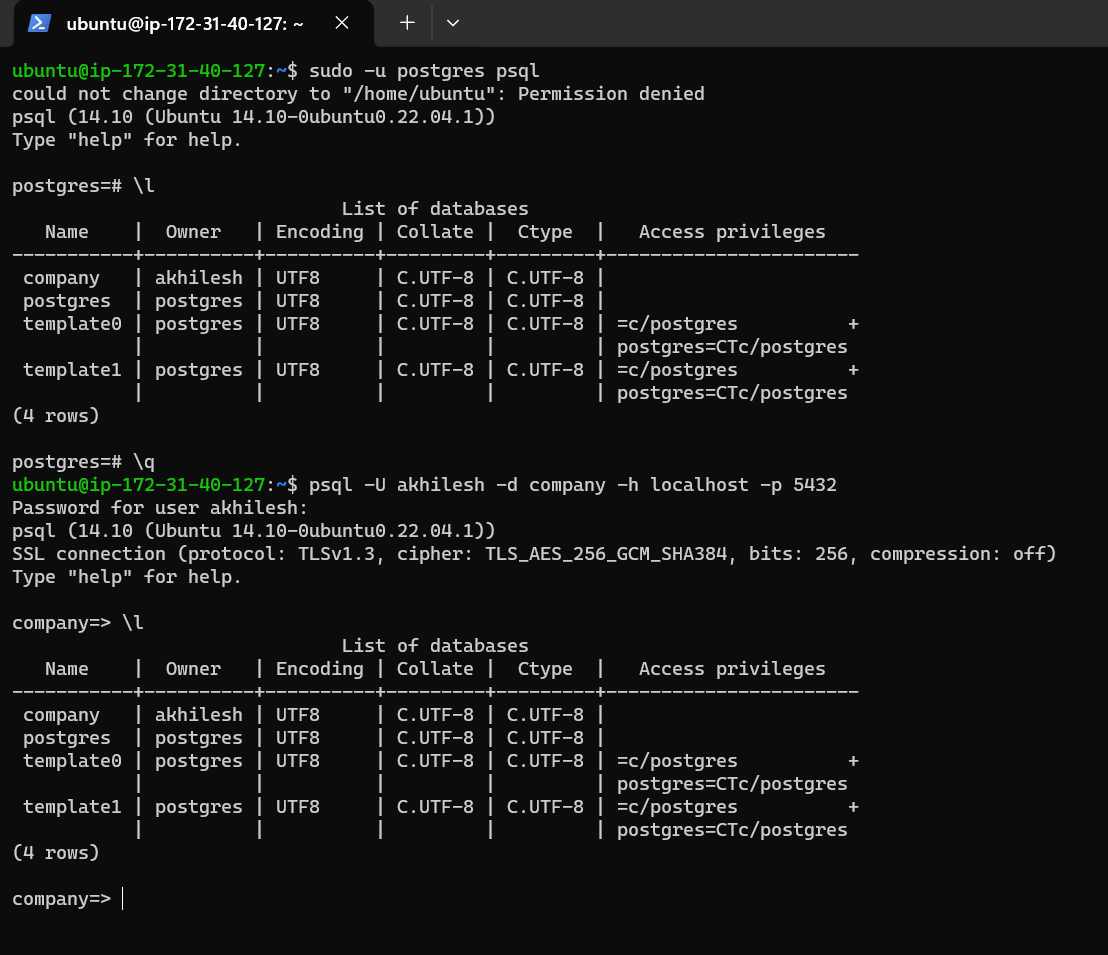 ubuntu@ip-172-31-40-127: ~
ubuntu@ip-172-31-40-127:~$ sudo -u postgres psql
could not change directory to "/home/ubuntu": Permission denied
psql (14.10 (Ubuntu 14.10-0ubuntu0.22.04.1))
Type "help" for help.

postgres=# \l
                              List of databases
   Name    |  Owner   | Encoding | Collate |  Ctype  |   Access privileges
-----------+----------+----------+---------+---------+-----------------------
 company   | akhilesh | UTF8     | C.UTF-8 | C.UTF-8 |
 postgres  | postgres | UTF8     | C.UTF-8 | C.UTF-8 |
 template0 | postgres | UTF8     | C.UTF-8 | C.UTF-8 | =c/postgres          +
           |          |          |         |         | postgres=CTc/postgres
 template1 | postgres | UTF8     | C.UTF-8 | C.UTF-8 | =c/postgres          +
           |          |          |         |         | postgres=CTc/postgres
(4 rows)

postgres=# \q
ubuntu@ip-172-31-40-127:~$ psql -U akhilesh -d company -h localhost -p 5432
Password for user akhilesh:
psql (14.10 (Ubuntu 14.10-0ubuntu0.22.04.1))
SSL connection (protocol: TLSv1.3, cipher: TLS_AES_256_GCM_SHA384, bits: 256, compression: off)
Type "help" for help.

company=> \l
                              List of databases
   Name    |  Owner   | Encoding | Collate |  Ctype  |   Access privileges
-----------+----------+----------+---------+---------+-----------------------
 company   | akhilesh | UTF8     | C.UTF-8 | C.UTF-8 |
 postgres  | postgres | UTF8     | C.UTF-8 | C.UTF-8 |
 template0 | postgres | UTF8     | C.UTF-8 | C.UTF-8 | =c/postgres          +
           |          |          |         |         | postgres=CTc/postgres
 template1 | postgres | UTF8     | C.UTF-8 | C.UTF-8 | =c/postgres          +
           |          |          |         |         | postgres=CTc/postgres
(4 rows)

company=>